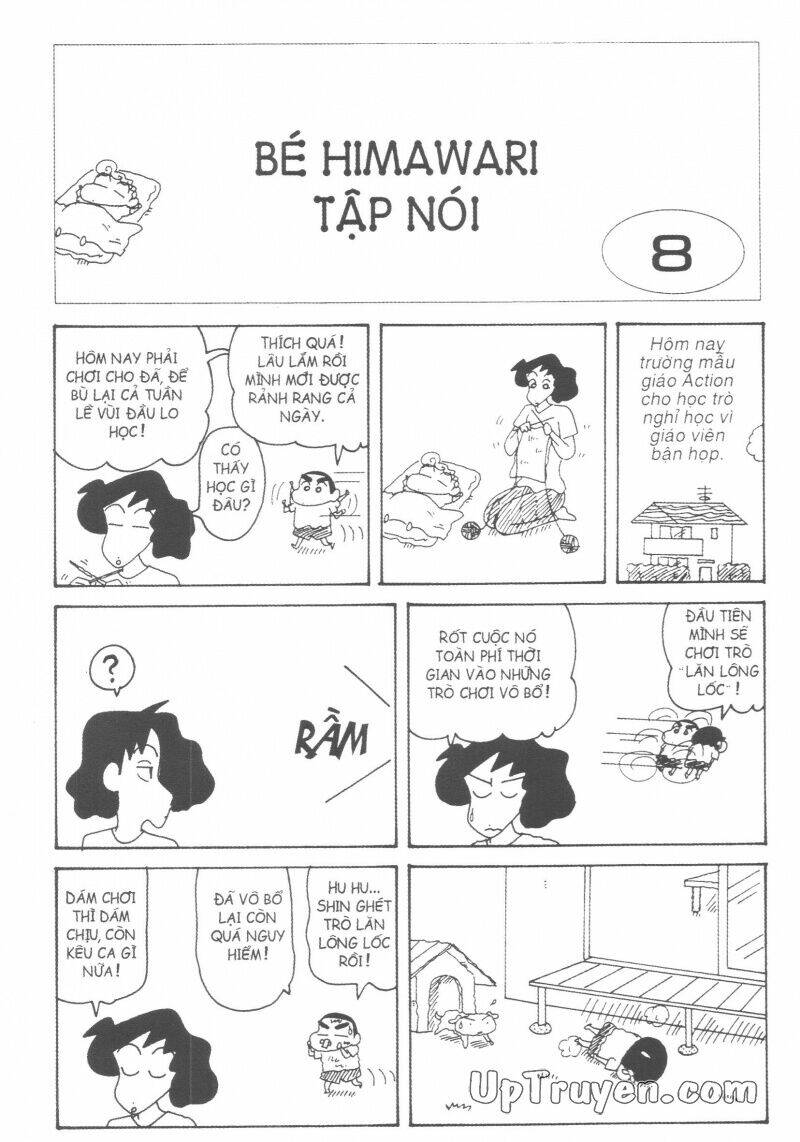 BÉ HIMAWARI
TẬP NÓI
8
Hôm nay
trường mẫu
giáo Action
cho học trò
nghỉ học vì
giáo viên
bận họp.
THÍCH QUÁ!
LÂU LẮM RỒI
MÌNH MỚI ĐƯỢC
RẢNH RANG CẢ
NGÀY.
HÔM NAY PHẢI
CHƠI CHO ĐÃ, ĐỂ
BÙ LẠI CẢ TUẦN
LỄ VÙI ĐẦU LO
HỌC!
CÓ
THẤY
HỌC GÌ
ĐÂU?
ĐẦU TIÊN
MÌNH SẼ
CHƠI TRÒ
"LĂN LÔNG
LỐC"!
RỐT CUỘC NÓ
TOÀN PHÍ THỜI
GIAN VÀO NHỮNG
TRÒ CHƠI VÔ BỔ!
RẦM
?
...
HU HU...
SHIN GHÉT
TRÒ LĂN
LÔNG LỐC
RỒI!
ĐÃ VÔ BỔ
LẠI CÒN
QUÁ NGUY
HIỂM!
DÁM CHƠI
THÌ DÁM
CHỊU, CÒN
KÊU CA GÌ
NỮA!
UpTruyen.com